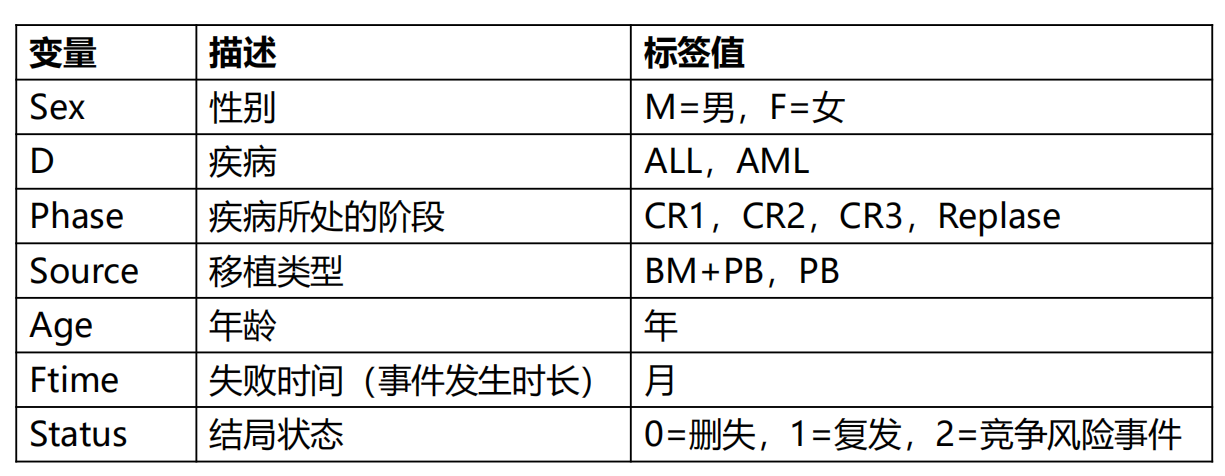 变量 描述 标签值
Sex 性别 M=男，F=女
D 疾病 ALL，AML
Phase 疾病所处的阶段 CR1，CR2，CR3，Replase
Source 移植类型 BM+PB，PB
Age 年龄 年
Ftime 失败时间（事件发生时长） 月
Status 结局状态 0=删失，1=复发，2=竞争风险事件